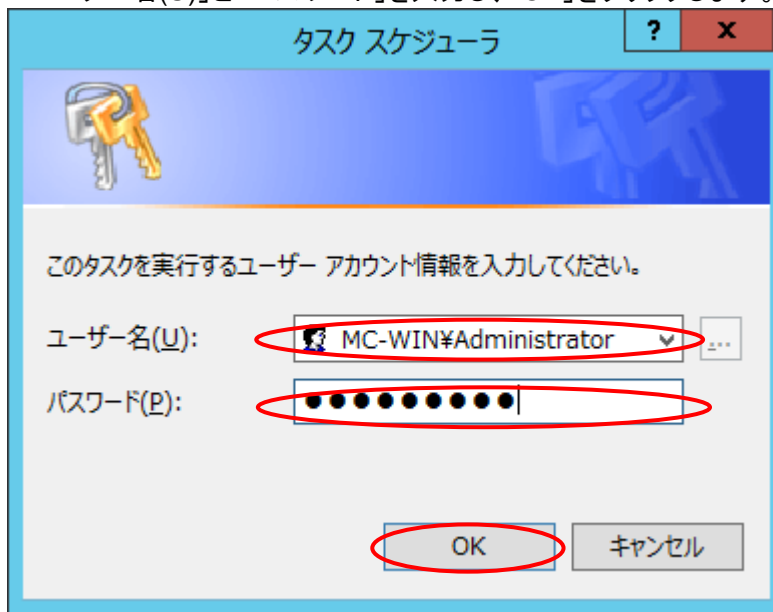 タスク スケジューラ
? x
このタスクを実行するユーザー アカウント情報を入力してください。
ユーザー名(U):
MC-WIN¥Administrator
...
パスワード(P):
●●●●●●●●●
OK
キャンセル